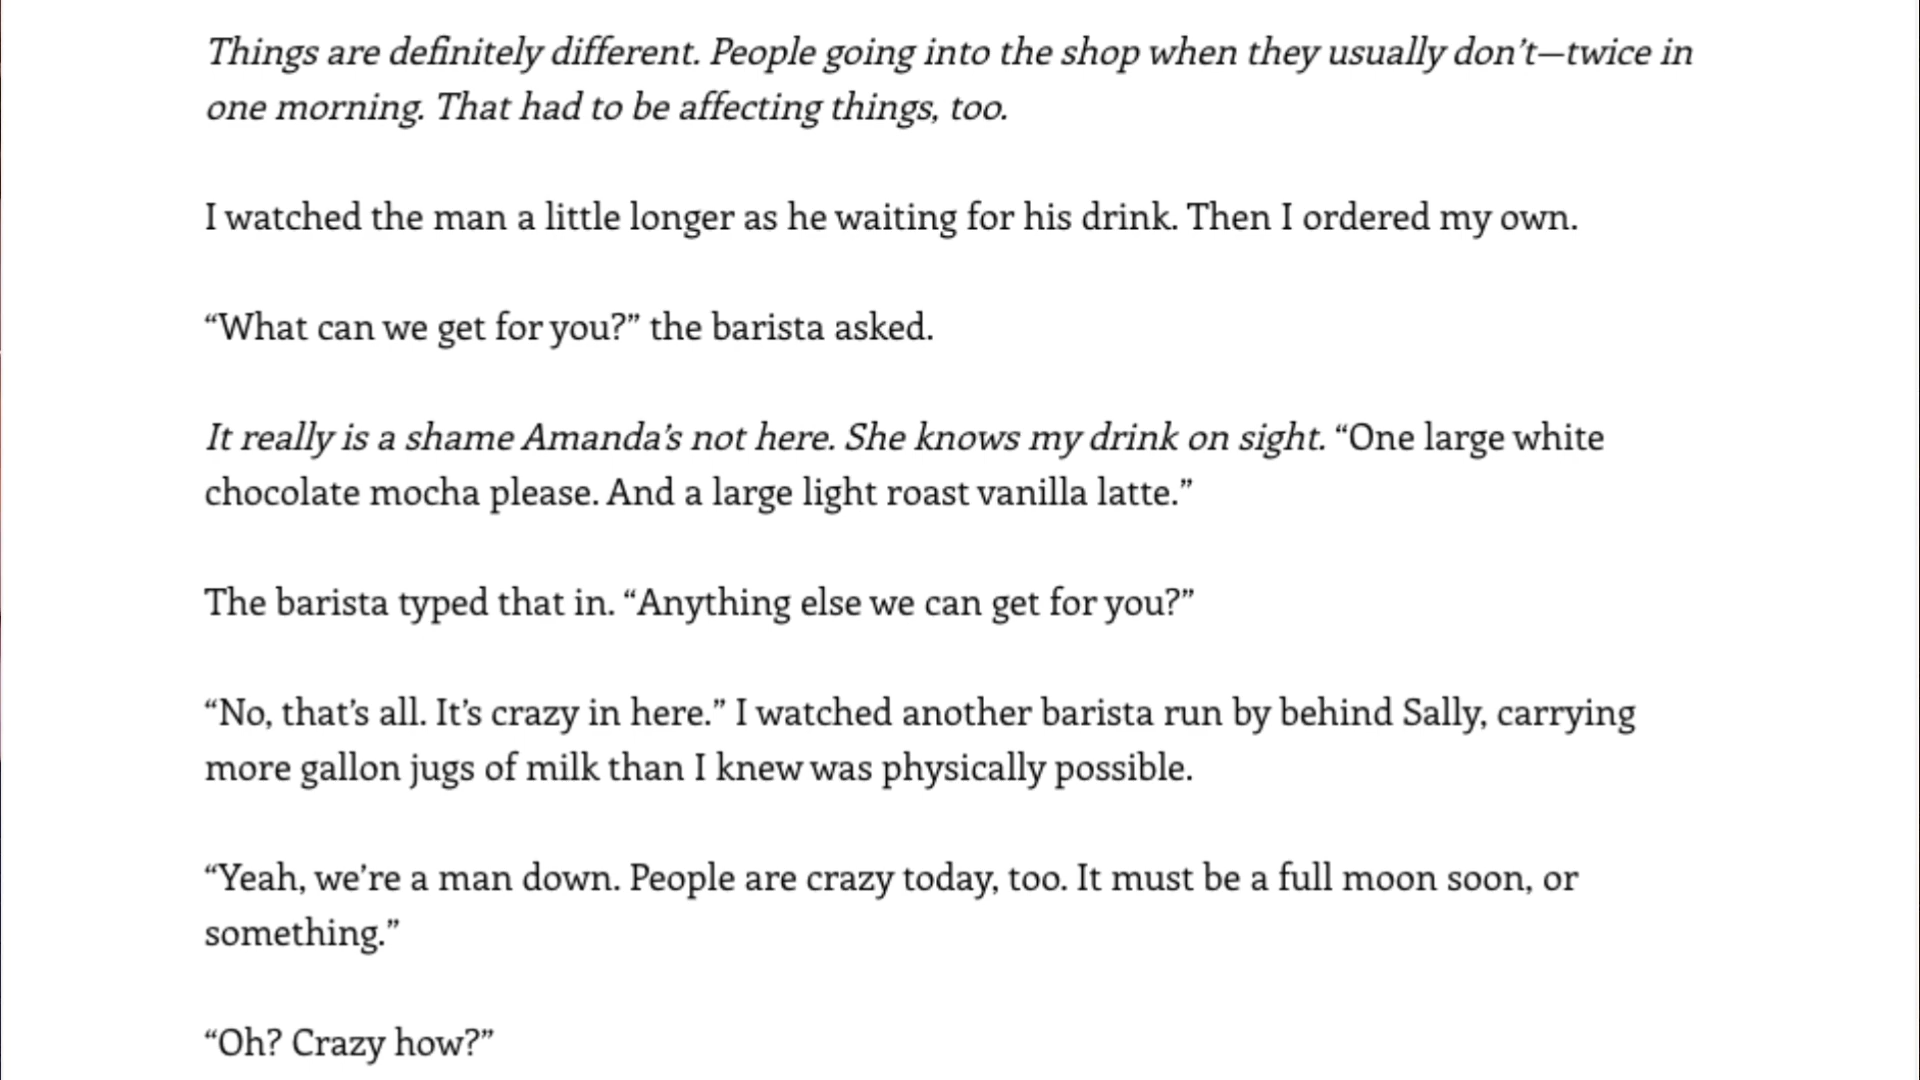 Things are definitely different. People going into the shop when they usually don’t—twice in
one morning. That had to be affecting things, too.
I watched the man a little longer as he waiting for his drink. Then I ordered my own.
“What can we get for you?” the barista asked.
It really is a shame Amanda’s not here. She knows my drink on sight. “One large white
chocolate mocha please. And a large light roast vanilla latte.”
The barista typed that in. “Anything else we can get for you?”
“No, that’s all. It’s crazy in here.” I watched another barista run by behind Sally, carrying
more gallon jugs of milk than I knew was physically possible.
“Yeah, we’re a man down. People are crazy today, too. It must be a full moon soon, or
something.”
“Oh? Crazy how?”